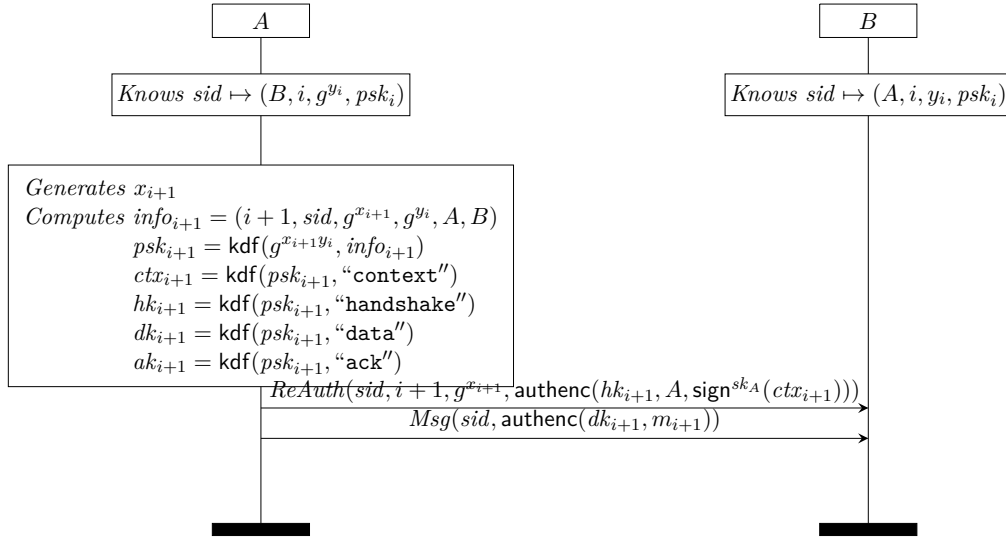 A
B
Knows sid ↦ (B, i, g^{y_i}, psk_i)
Knows sid ↦ (A, i, y_i, psk_i)
Generates x_{i+1}
Computes info_{i+1} = (i + 1, sid, g^{x_{i+1}}, g^{y_i}, A, B)
psk_{i+1} = kdf(g^{x_{i+1}y_i}, info_{i+1})
ctx_{i+1} = kdf(psk_{i+1}, “context″)
hk_{i+1} = kdf(psk_{i+1}, “handshake″)
dk_{i+1} = kdf(psk_{i+1}, “data″)
ak_{i+1} = kdf(psk_{i+1}, “ack″)
ReAuth(sid, i + 1, g^{x_{i+1}}, authenc(hk_{i+1}, A, sign^{sk_A}(ctx_{i+1})))
Msg(sid, authenc(dk_{i+1}, m_{i+1}))